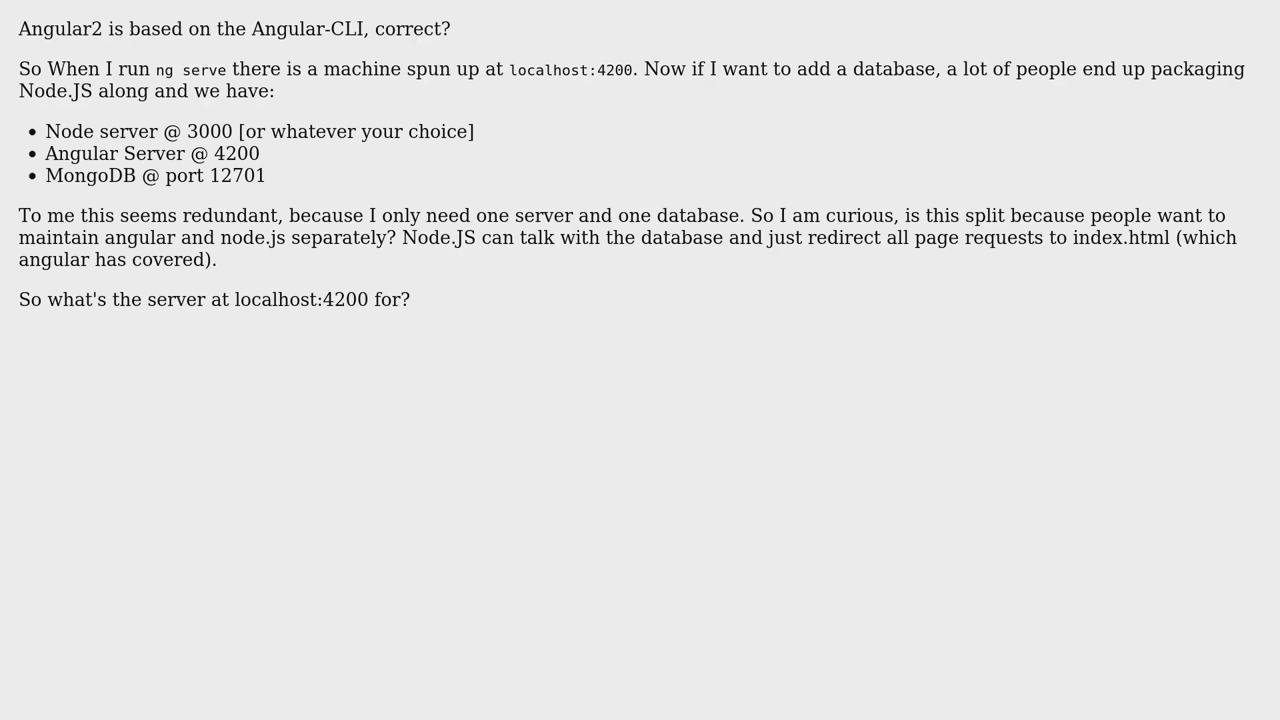 Angular2 is based on the Angular-CLI, correct?
So When I run ng serve there is a machine spun up at localhost:4200. Now if I want to add a database, a lot of people end up packaging
Node.JS along and we have:
• Node server @ 3000 [or whatever your choice]
• Angular Server @ 4200
• MongoDB @ port 12701
To me this seems redundant, because I only need one server and one database. So I am curious, is this split because people want to
maintain angular and node.js separately? Node.JS can talk with the database and just redirect all page requests to index.html (which
angular has covered).
So what's the server at localhost:4200 for?